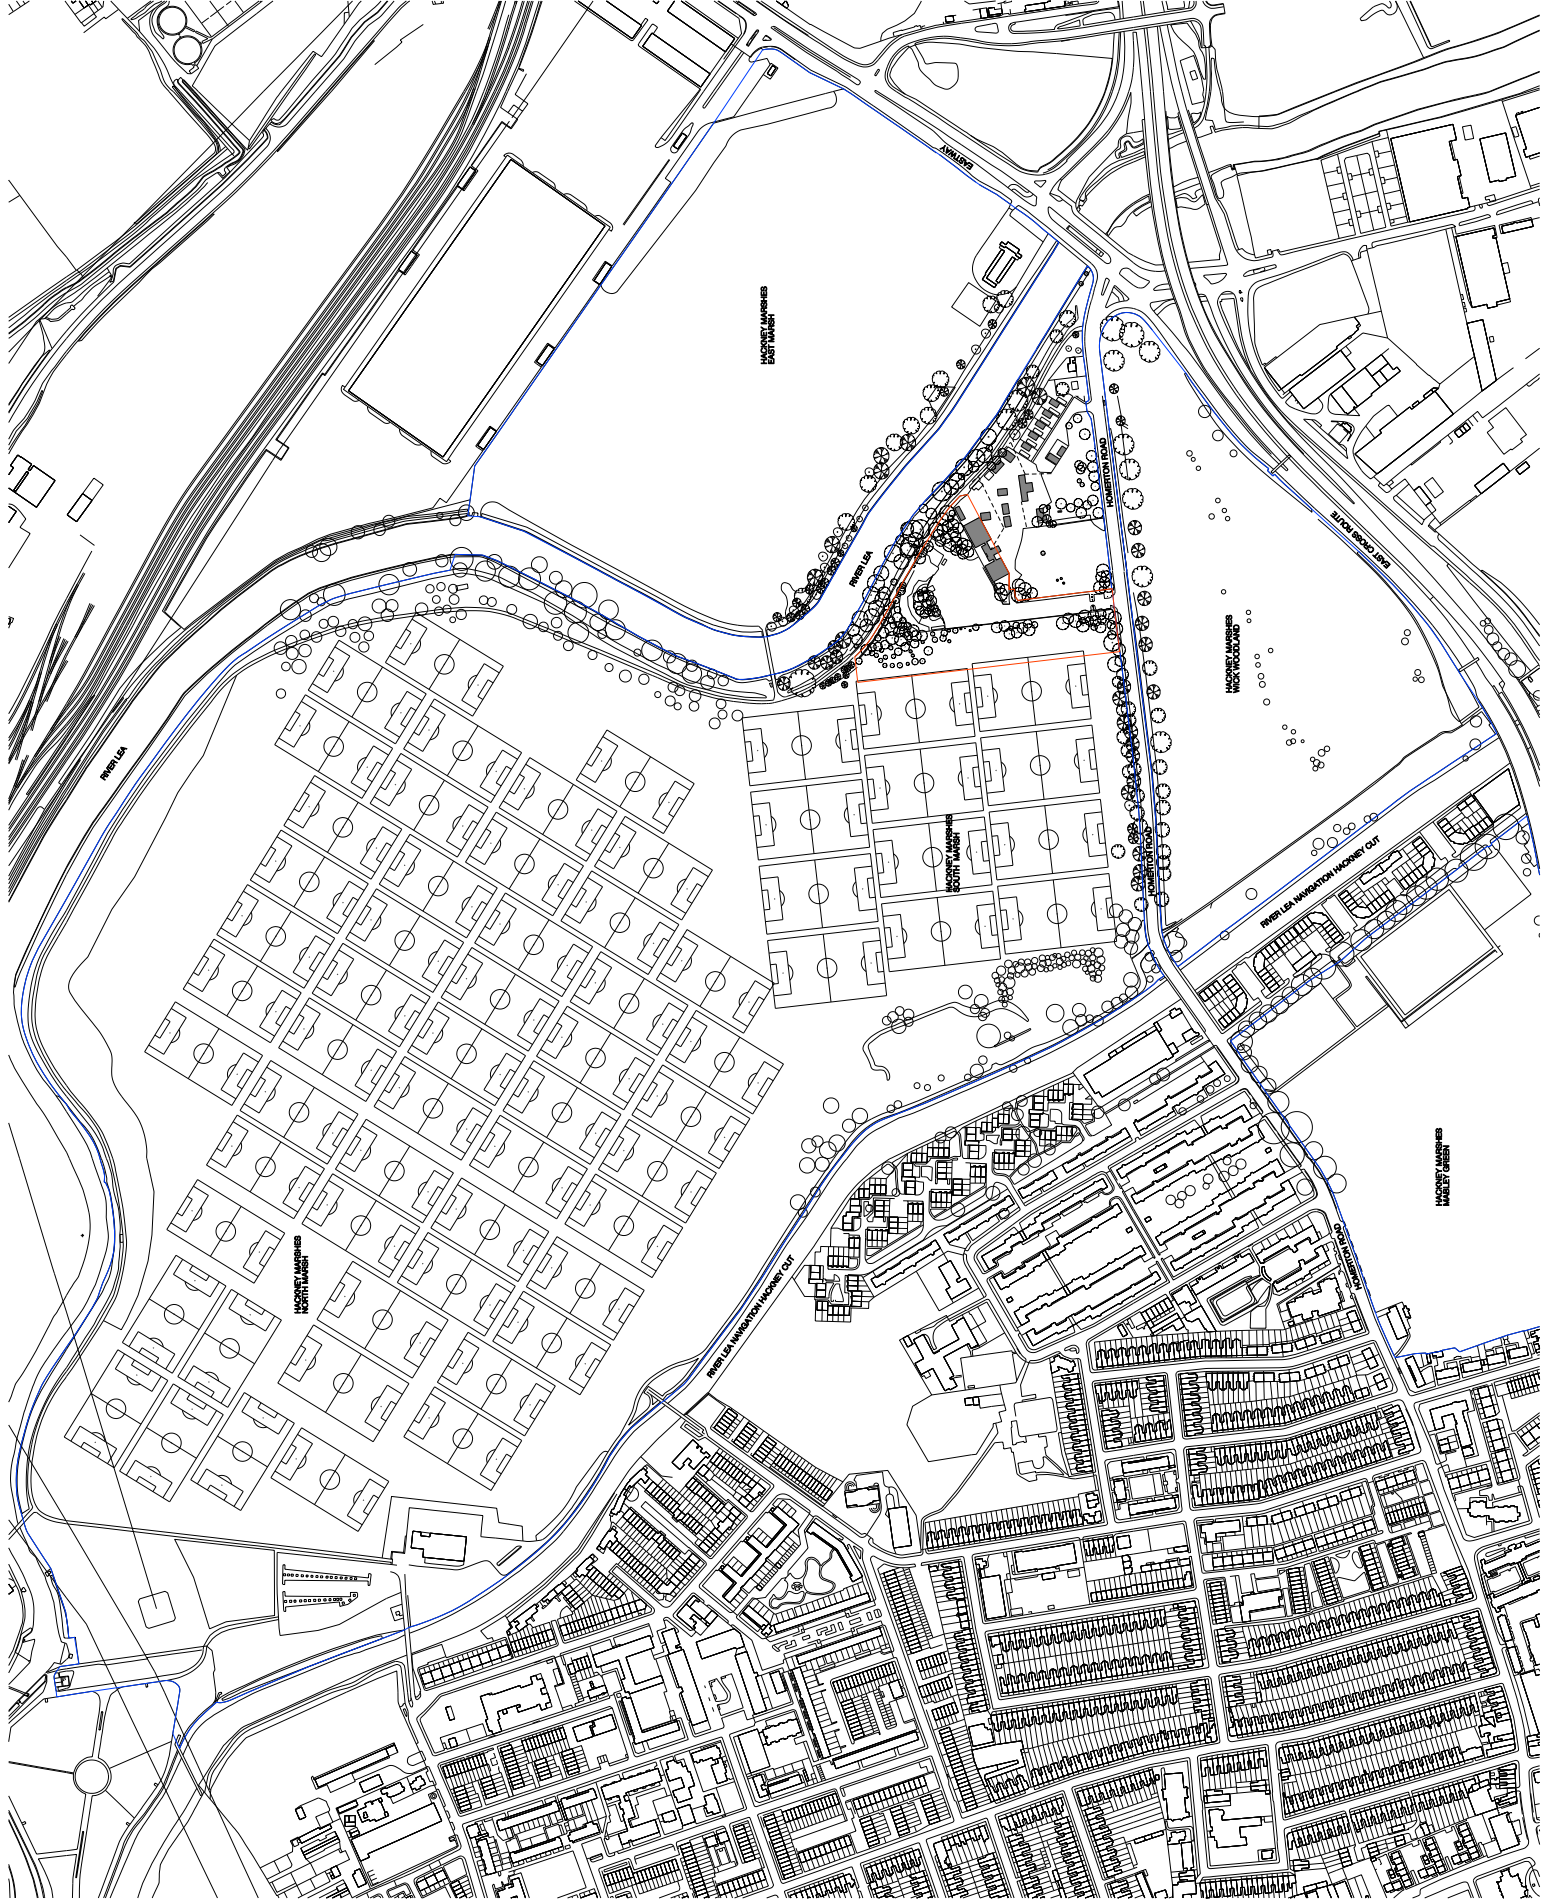 EASTWAY
HACKNEY MARSHES
EAST MARSH
HOMERTON ROAD
EAST CROSS ROUTE
RIVER LEA
HACKNEY MARSHES
WICK WOODLAND
RIVER LEA
HACKNEY MARSHES
SOUTH MARSH
HOMERTON ROAD
RIVER LEA NAVIGATION HACKNEY CUT
HACKNEY MARSHES
MABLEY GREEN
HOMERTON ROAD
HACKNEY MARSHES
NORTH MARSH
RIVER LEA NAVIGATION HACKNEY CUT